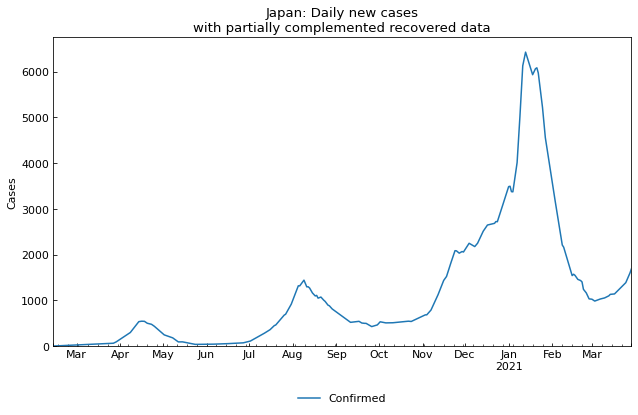 Japan: Daily new cases
with partially complemented recovered data
Cases
6000
5000
4000
3000
2000
1000
0
Mar Apr May Jun Jul Aug Sep Oct Nov Dec Jan Feb Mar
2021
Confirmed